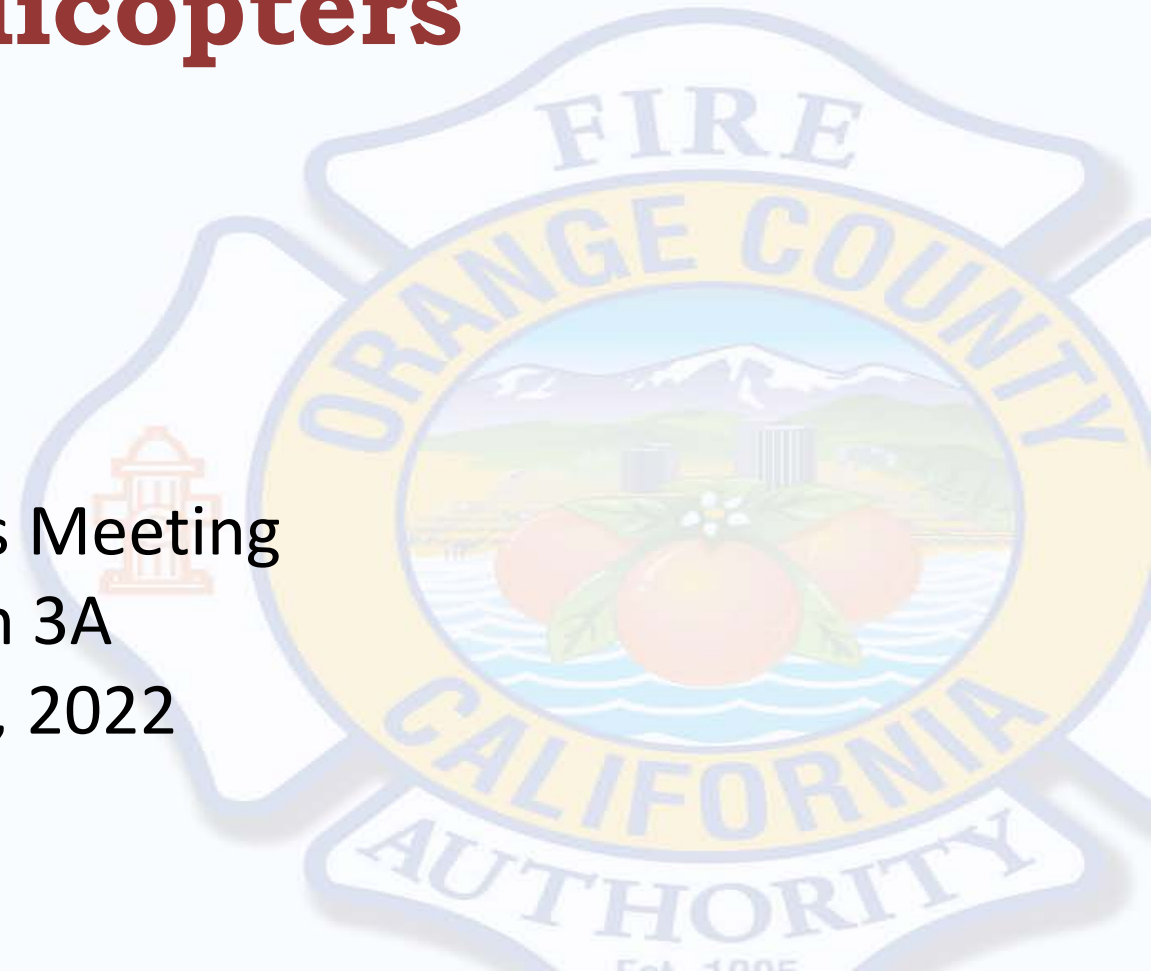 licopters
FIRE
ORANGE COUNTY
s Meeting
n 3A
, 2022
CALIFORNIA
AUTHORITY